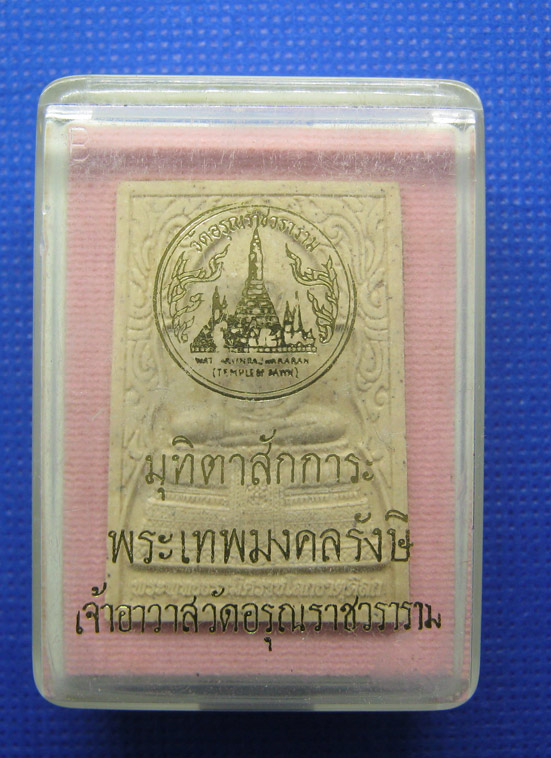 วัดอรุณราชวราราม
WAT ARUNRAJWARARAM
(TEMPLE OF DAWN)
มุทิตาสักการะ
พระเทพมงคลรังษี
เจ้าอาวาสวัดอรุณราชวราราม